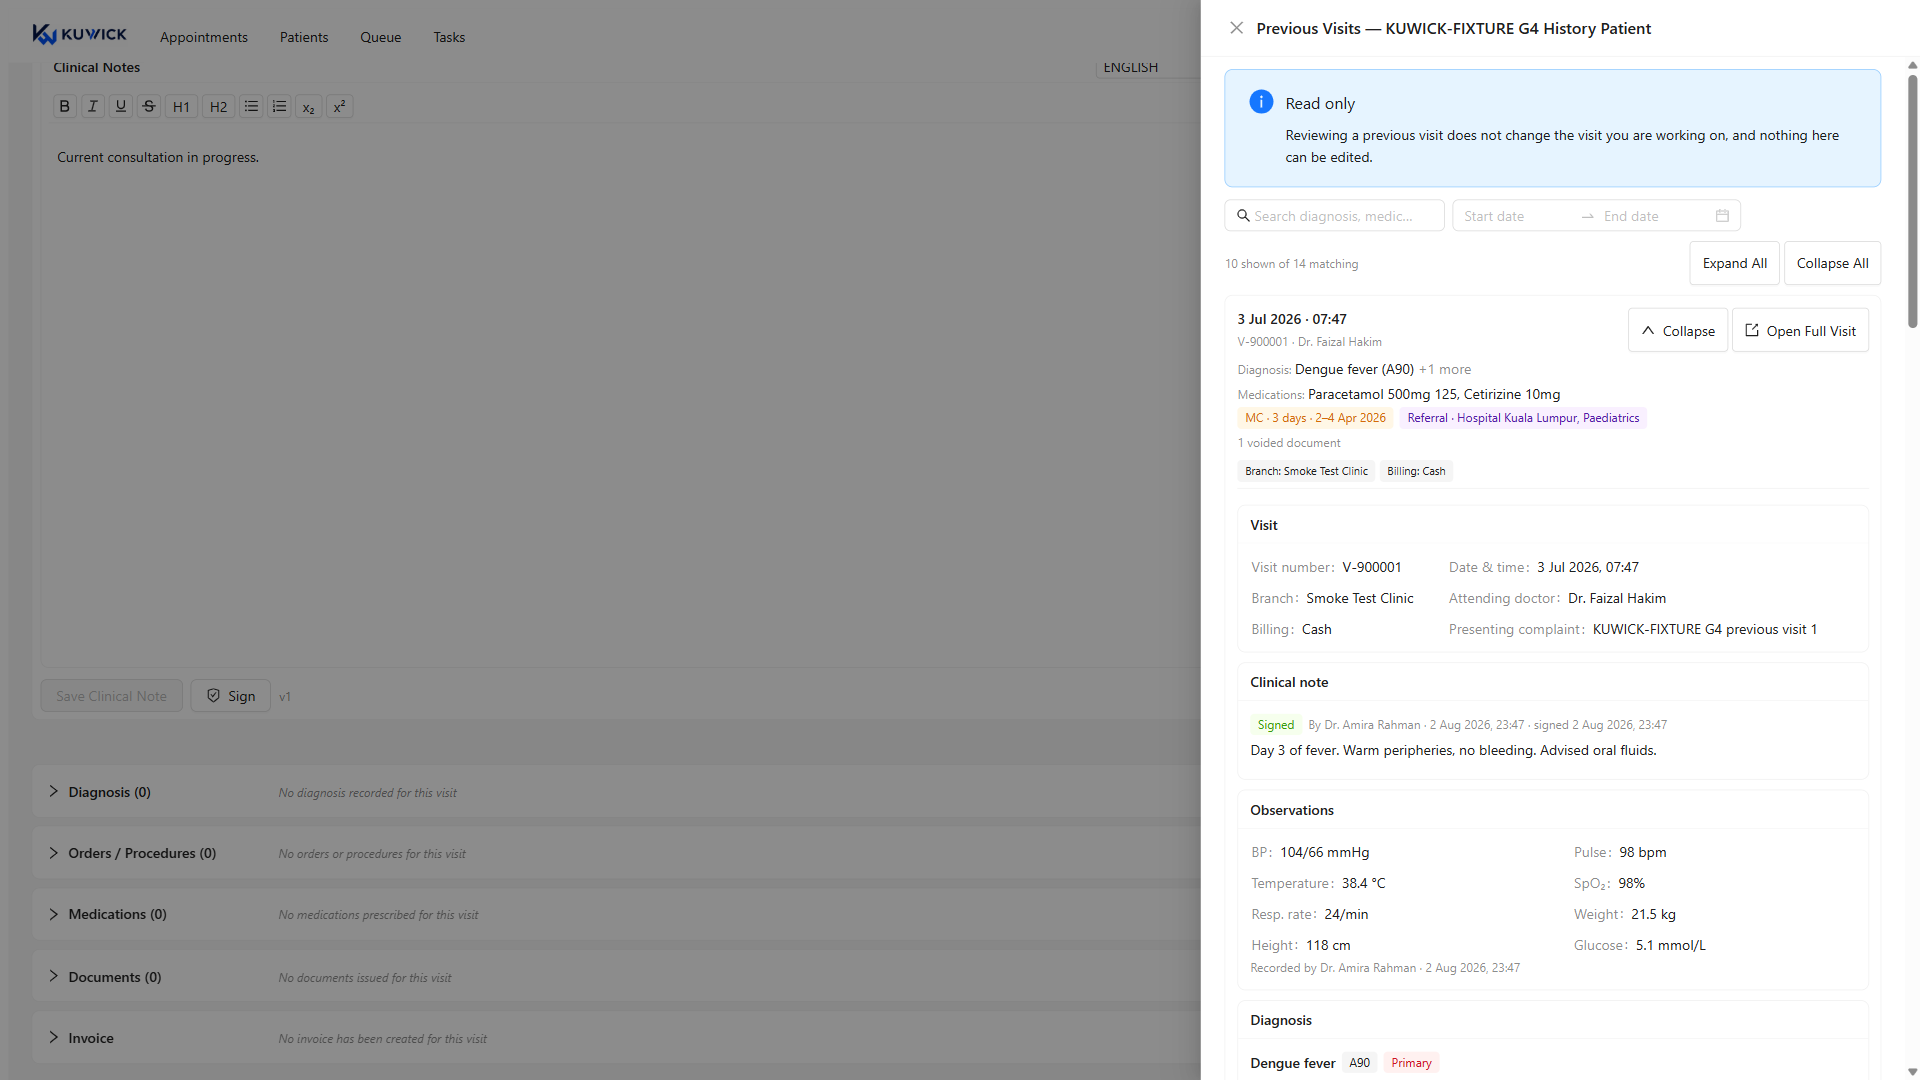 KUWICK
Appointments
Patients
Queue
Tasks
Clinical Notes
ENGLISH
B I U S H1 H2 x₂ x²
Current consultation in progress.
Save Clinical Note
Sign
v1
Diagnosis (0)
No diagnosis recorded for this visit
Orders / Procedures (0)
No orders or procedures for this visit
Medications (0)
No medications prescribed for this visit
Documents (0)
No documents issued for this visit
Invoice
No invoice has been created for this visit
Previous Visits — KUWICK-FIXTURE G4 History Patient
Read only
Reviewing a previous visit does not change the visit you are working on, and nothing here
can be edited.
Search diagnosis, medic...
Start date
End date
10 shown of 14 matching
Expand All
Collapse All
3 Jul 2026 · 07:47
V-900001 · Dr. Faizal Hakim
Collapse
Open Full Visit
Diagnosis: Dengue fever (A90) +1 more
Medications: Paracetamol 500mg 125, Cetirizine 10mg
MC · 3 days · 2–4 Apr 2026
Referral · Hospital Kuala Lumpur, Paediatrics
1 voided document
Branch: Smoke Test Clinic
Billing: Cash
Visit
Visit number: V-900001
Date & time: 3 Jul 2026, 07:47
Branch: Smoke Test Clinic
Attending doctor: Dr. Faizal Hakim
Billing: Cash
Presenting complaint: KUWICK-FIXTURE G4 previous visit 1
Clinical note
Signed By Dr. Amira Rahman · 2 Aug 2026, 23:47 · signed 2 Aug 2026, 23:47
Day 3 of fever. Warm peripheries, no bleeding. Advised oral fluids.
Observations
BP: 104/66 mmHg
Pulse: 98 bpm
Temperature: 38.4 °C
SpO₂: 98%
Resp. rate: 24/min
Weight: 21.5 kg
Height: 118 cm
Glucose: 5.1 mmol/L
Recorded by Dr. Amira Rahman · 2 Aug 2026, 23:47
Diagnosis
Dengue fever A90 Primary